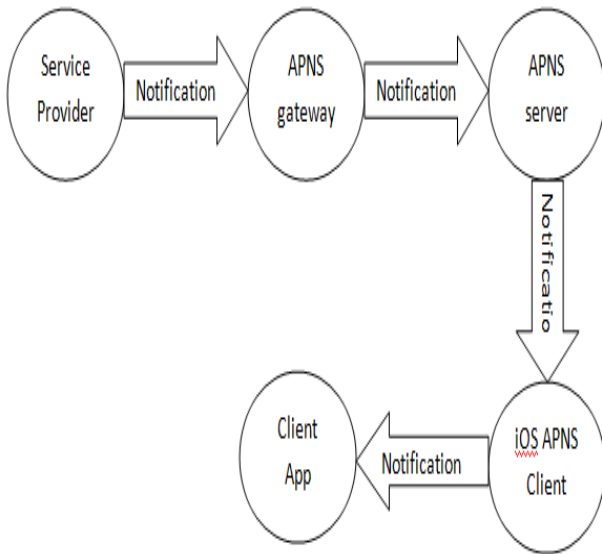 Service
Provider
Notification
APNS
gateway
Notification
APNS
server
Notificatio
iOS APNS
Client
Notification
Client
App